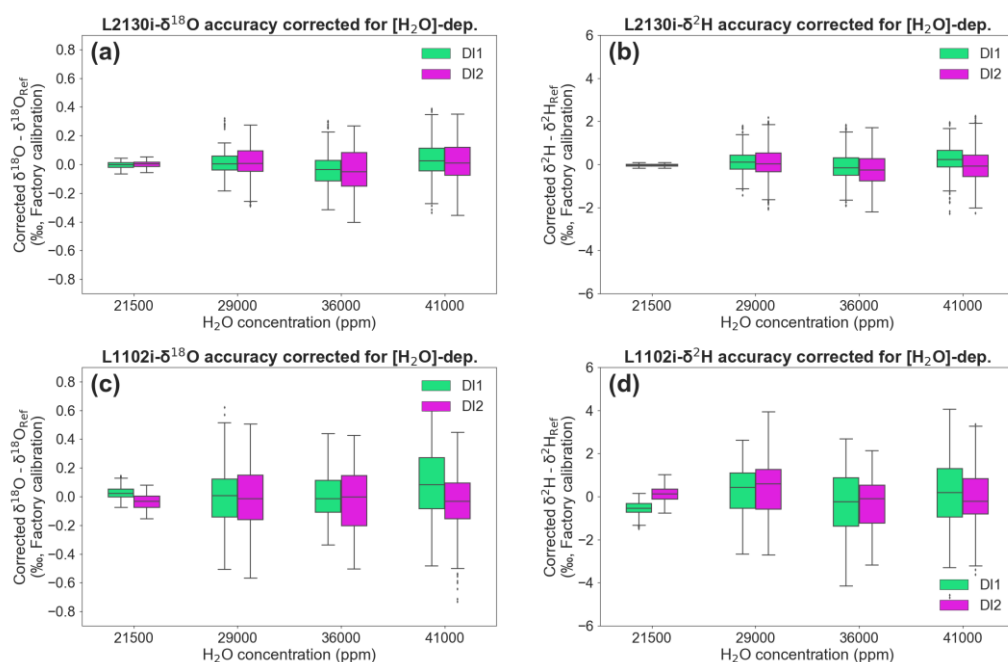 L2130i-δ¹⁸O accuracy corrected for [H₂O]-dep.
(a)
DI1
DI2
Corrected δ¹⁸O - δ¹⁸O_Ref
(‰, Factory calibration)
0.8
0.6
0.4
0.2
0.0
−0.2
−0.4
−0.6
−0.8
21500 29000 36000 41000
H₂O concentration (ppm)
L2130i-δ²H accuracy corrected for [H₂O]-dep.
(b)
DI1
DI2
Corrected δ²H - δ²H_Ref
(‰, Factory calibration)
6
4
2
0
−2
−4
−6
21500 29000 36000 41000
H₂O concentration (ppm)
L1102i-δ¹⁸O accuracy corrected for [H₂O]-dep.
(c)
DI1
DI2
Corrected δ¹⁸O - δ¹⁸O_Ref
(‰, Factory calibration)
0.8
0.6
0.4
0.2
0.0
−0.2
−0.4
−0.6
−0.8
21500 29000 36000 41000
H₂O concentration (ppm)
L1102i-δ²H accuracy corrected for [H₂O]-dep.
(d)
Corrected δ²H - δ²H_Ref
(‰, Factory calibration)
6
4
2
0
−2
−4
−6
DI1
DI2
21500 29000 36000 41000
H₂O concentration (ppm)